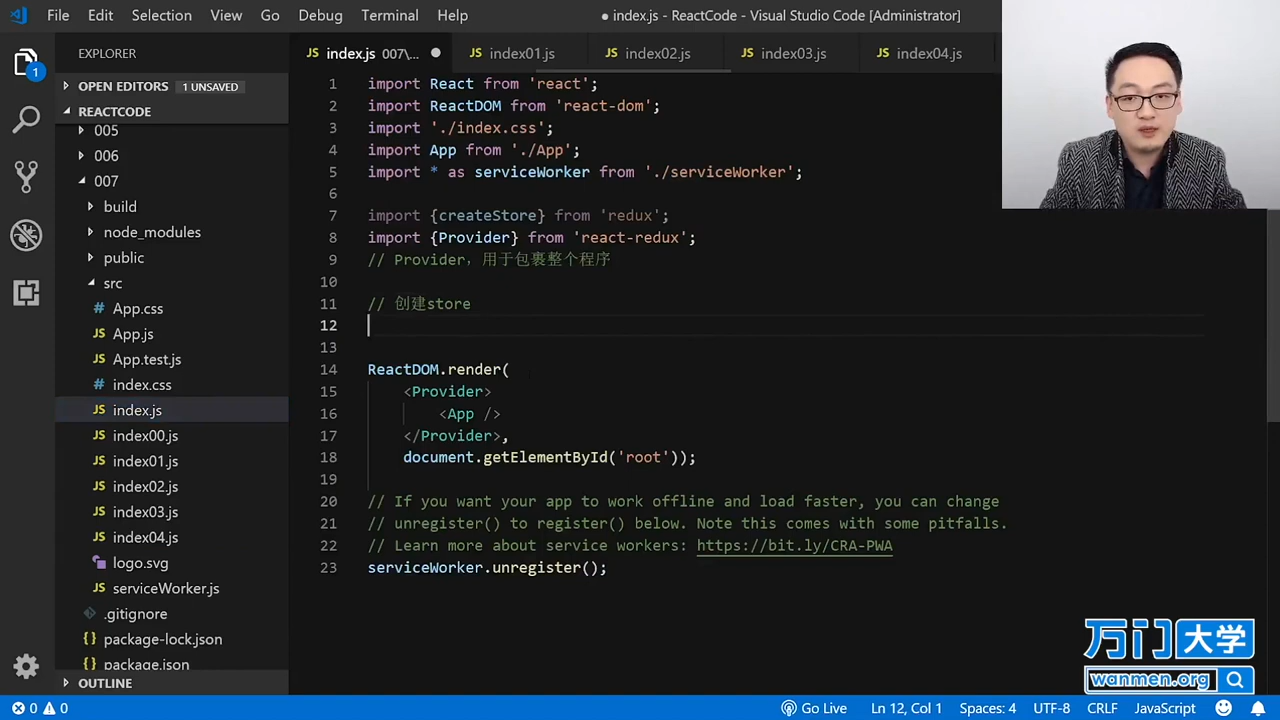 File Edit Selection View Go Debug Terminal Help
● index.js - ReactCode - Visual Studio Code [Administrator]
EXPLORER
JS index.js 007\... ●
JS index01.js
JS index02.js
JS index03.js
JS index04.js
1
OPEN EDITORS 1 UNSAVED
REACTCODE
005
006
007
build
node_modules
public
src
# App.css
JS App.js
JS App.test.js
# index.css
JS index.js
JS index00.js
JS index01.js
JS index02.js
JS index03.js
JS index04.js
logo.svg
JS serviceWorker.js
.gitignore
{} package-lock.json
{} package.json
OUTLINE
1 import React from 'react';
2 import ReactDOM from 'react-dom';
3 import './index.css';
4 import App from './App';
5 import * as serviceWorker from './serviceWorker';
6
7 import {createStore} from 'redux';
8 import {Provider} from 'react-redux';
9 // Provider，用于包裹整个程序
10
11 // 创建store
12
13
14 ReactDOM.render(
15 <Provider>
16 <App />
17 </Provider>,
18 document.getElementById('root'));
19
20 // If you want your app to work offline and load faster, you can change
21 // unregister() to register() below. Note this comes with some pitfalls.
22 // Learn more about service workers: https://bit.ly/CRA-PWA
23 serviceWorker.unregister();
万门大学
wanmen.org
0 0
Go Live Ln 12, Col 1 Spaces: 4 UTF-8 CRLF JavaScript